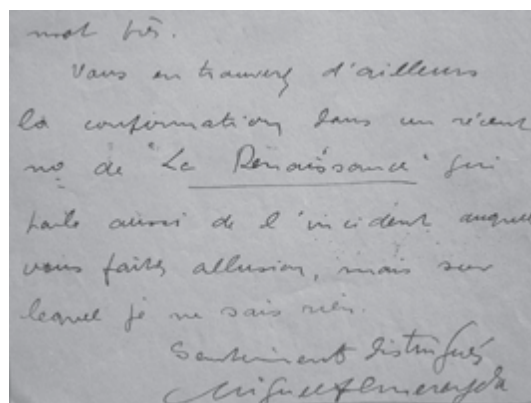 mot près.
Vous en trouverez d'ailleurs
la confirmation dans un récent
no de "La Renaissance" qui
parle aussi de l'incident auquel
vous faites allusion, mais sur
lequel je ne sais rien.
Sentiments distingués
Miguel Almereyda